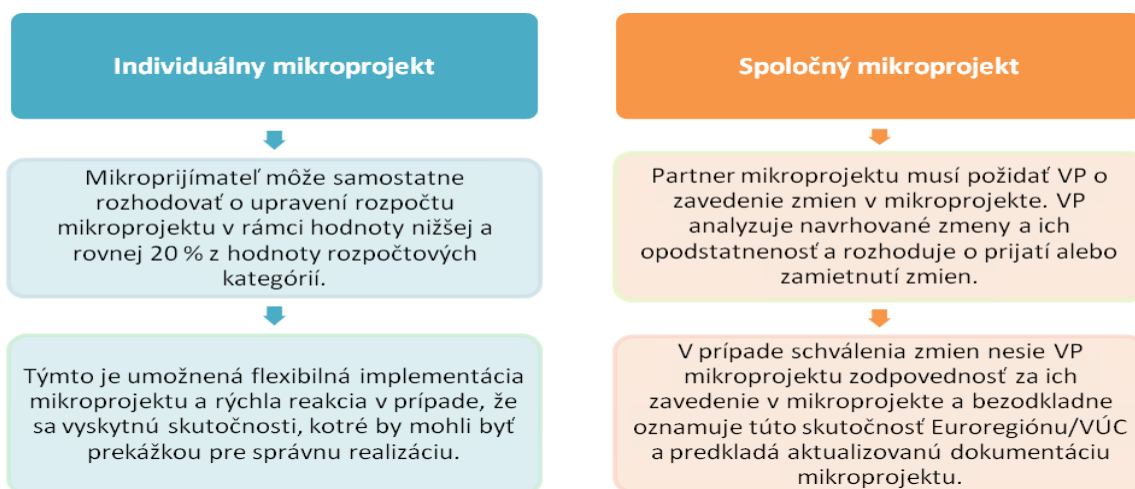 Individuálny mikroprojekt
Mikroprijímateľ môže samostatne
rozhodovať o upravení rozpočtu
mikroprojektu v rámci hodnoty nižšej a
rovnej 20 % z hodnoty rozpočtových
kategórií.
Týmto je umožnená flexibilná implementácia
mikroprojektu a rýchla reakcia v prípade, že
sa vyskytnú skutočnosti, kotré by mohli byť
prekážkou pre správnu realizáciu.
Spoločný mikroprojekt
Partner mikroprojektu musí požidať VP o
zavedenie zmien v mikroprojekte. VP
analyzuje navrhované zmeny a ich
opodstatnenosť a rozhoduje o prijatí alebo
zamietnutí zmien.
V prípade schválenia zmien nesie VP
mikroprojektu zodpovednosť za ich
zavedenie v mikroprojekte a bezodkladne
oznamuje túto skutočnosť Euroregiónu/VÚC
a predkladá aktualizovanú dokumentáciu
mikroprojektu.